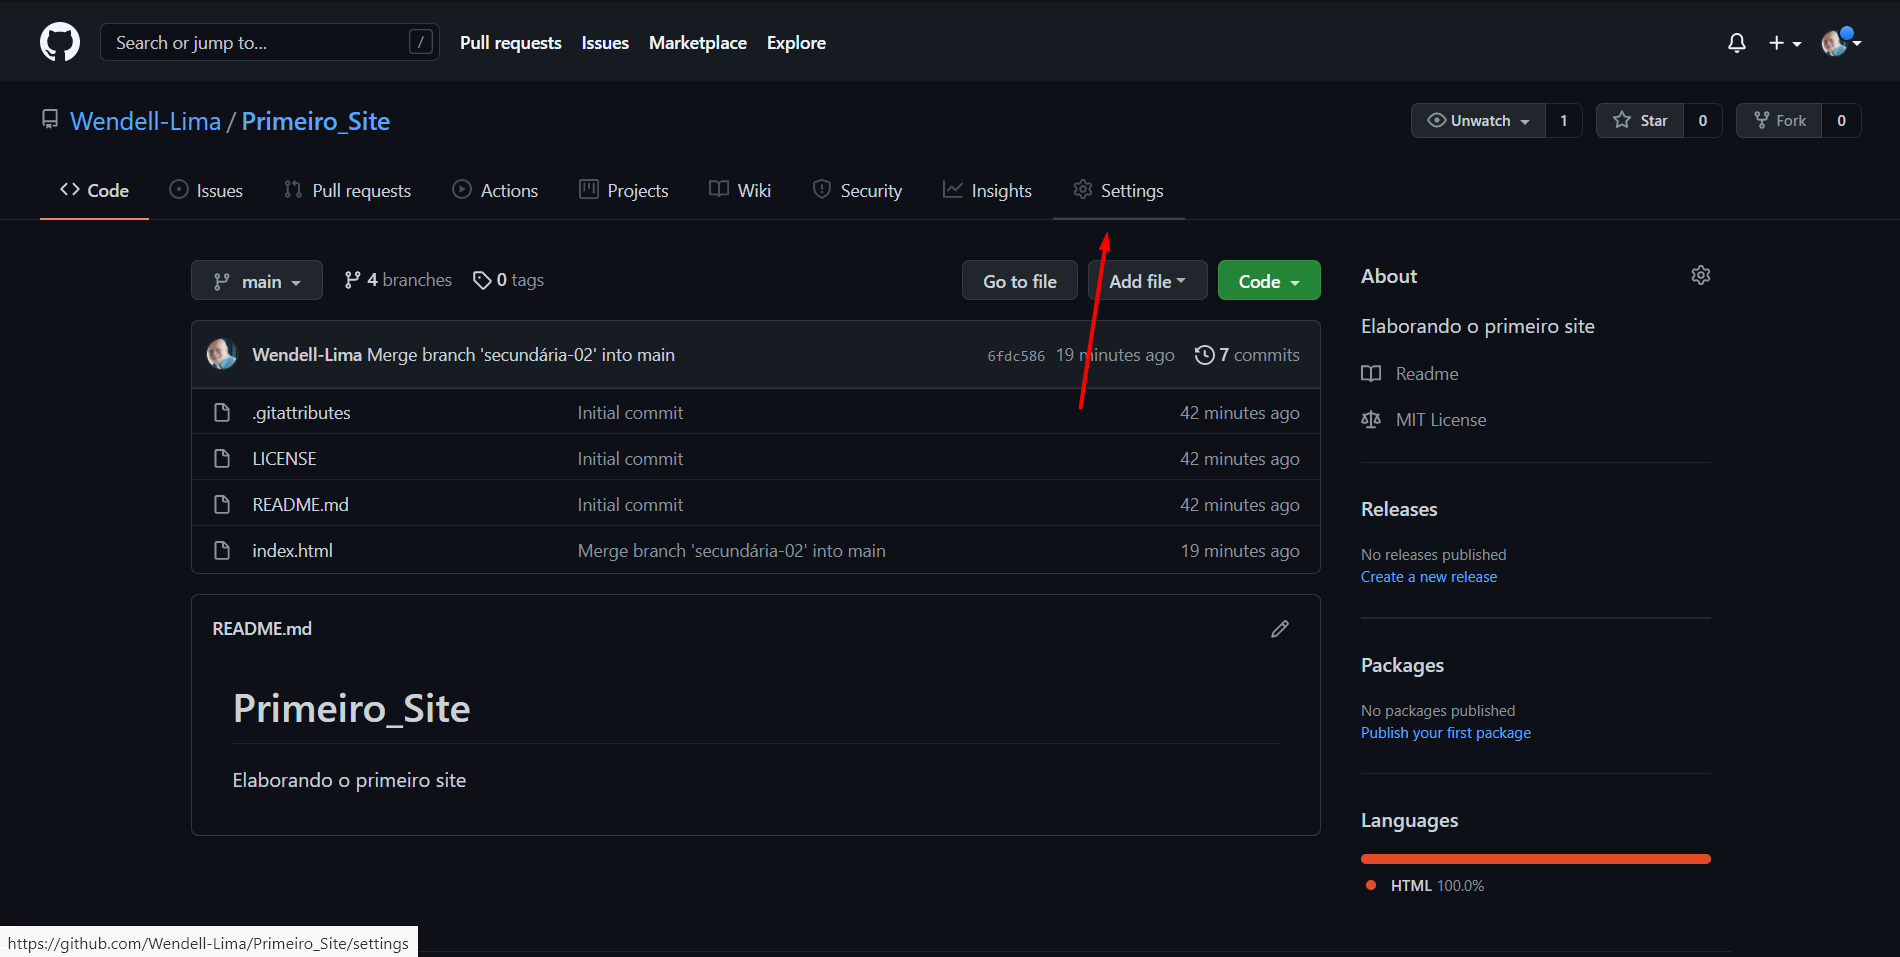 Search or jump to... /
Pull requests Issues Marketplace Explore
Wendell-Lima / Primeiro_Site
Unwatch 1 Star 0 Fork 0
Code Issues Pull requests Actions Projects Wiki Security Insights Settings
main 4 branches 0 tags
Go to file Add file Code
Wendell-Lima Merge branch 'secundária-02' into main 6fdc586 19 minutes ago 7 commits
.gitattributes Initial commit 42 minutes ago
LICENSE Initial commit 42 minutes ago
README.md Initial commit 42 minutes ago
index.html Merge branch 'secundária-02' into main 19 minutes ago
README.md
Primeiro_Site
Elaborando o primeiro site
About
Elaborando o primeiro site
Readme
MIT License
Releases
No releases published
Create a new release
Packages
No packages published
Publish your first package
Languages
HTML 100.0%
https://github.com/Wendell-Lima/Primeiro_Site/settings